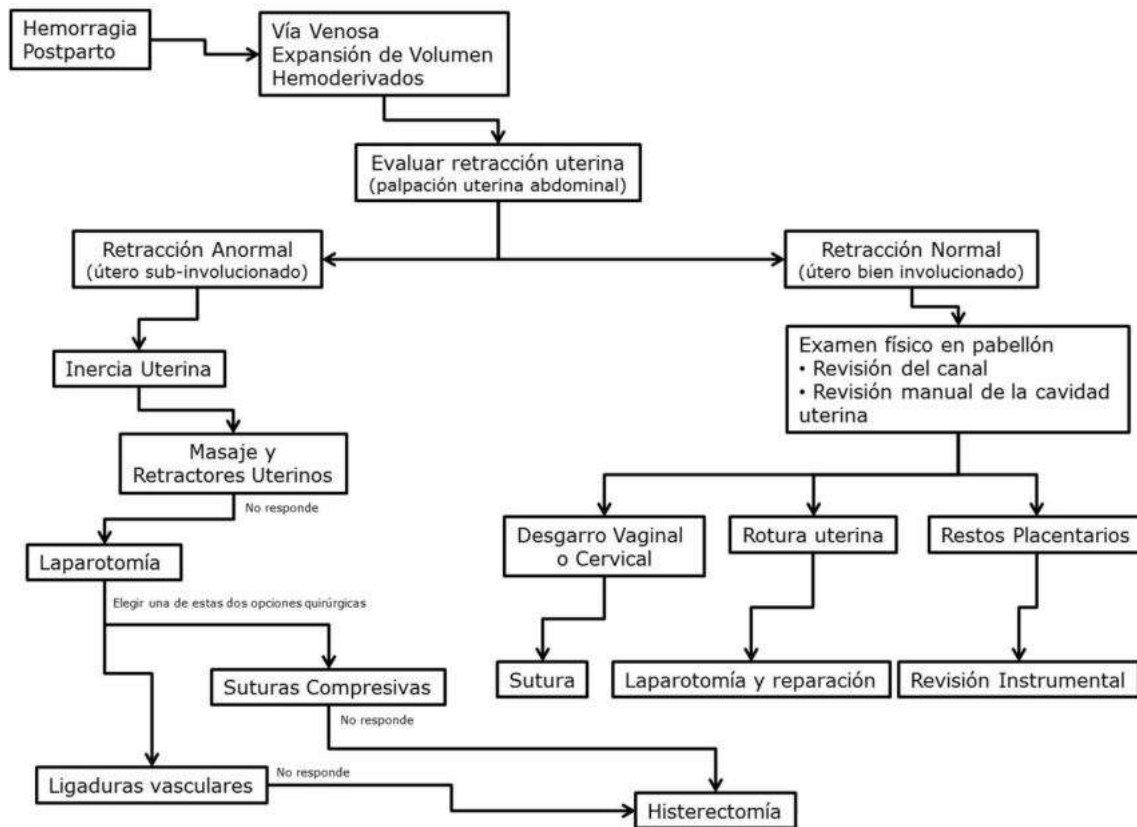 Hemorragia
Postparto
Vía Venosa
Expansión de Volumen
Hemoderivados
Evaluar retracción uterina
(palpación uterina abdominal)
Retracción Anormal
(útero sub-involucionado)
Retracción Normal
(útero bien involucionado)
Inercia Uterina
Examen físico en pabellón
• Revisión del canal
• Revisión manual de la cavidad
uterina
Masaje y
Retractores Uterinos
No responde
Laparotomía
Elegir una de estas dos opciones quirúrgicas
Desgarro Vaginal
o Cervical
Rotura uterina
Restos Placentarios
Suturas Compresivas
Sutura
Laparotomía y reparación
Revisión Instrumental
No responde
Ligaduras vasculares
No responde
Histerectomía